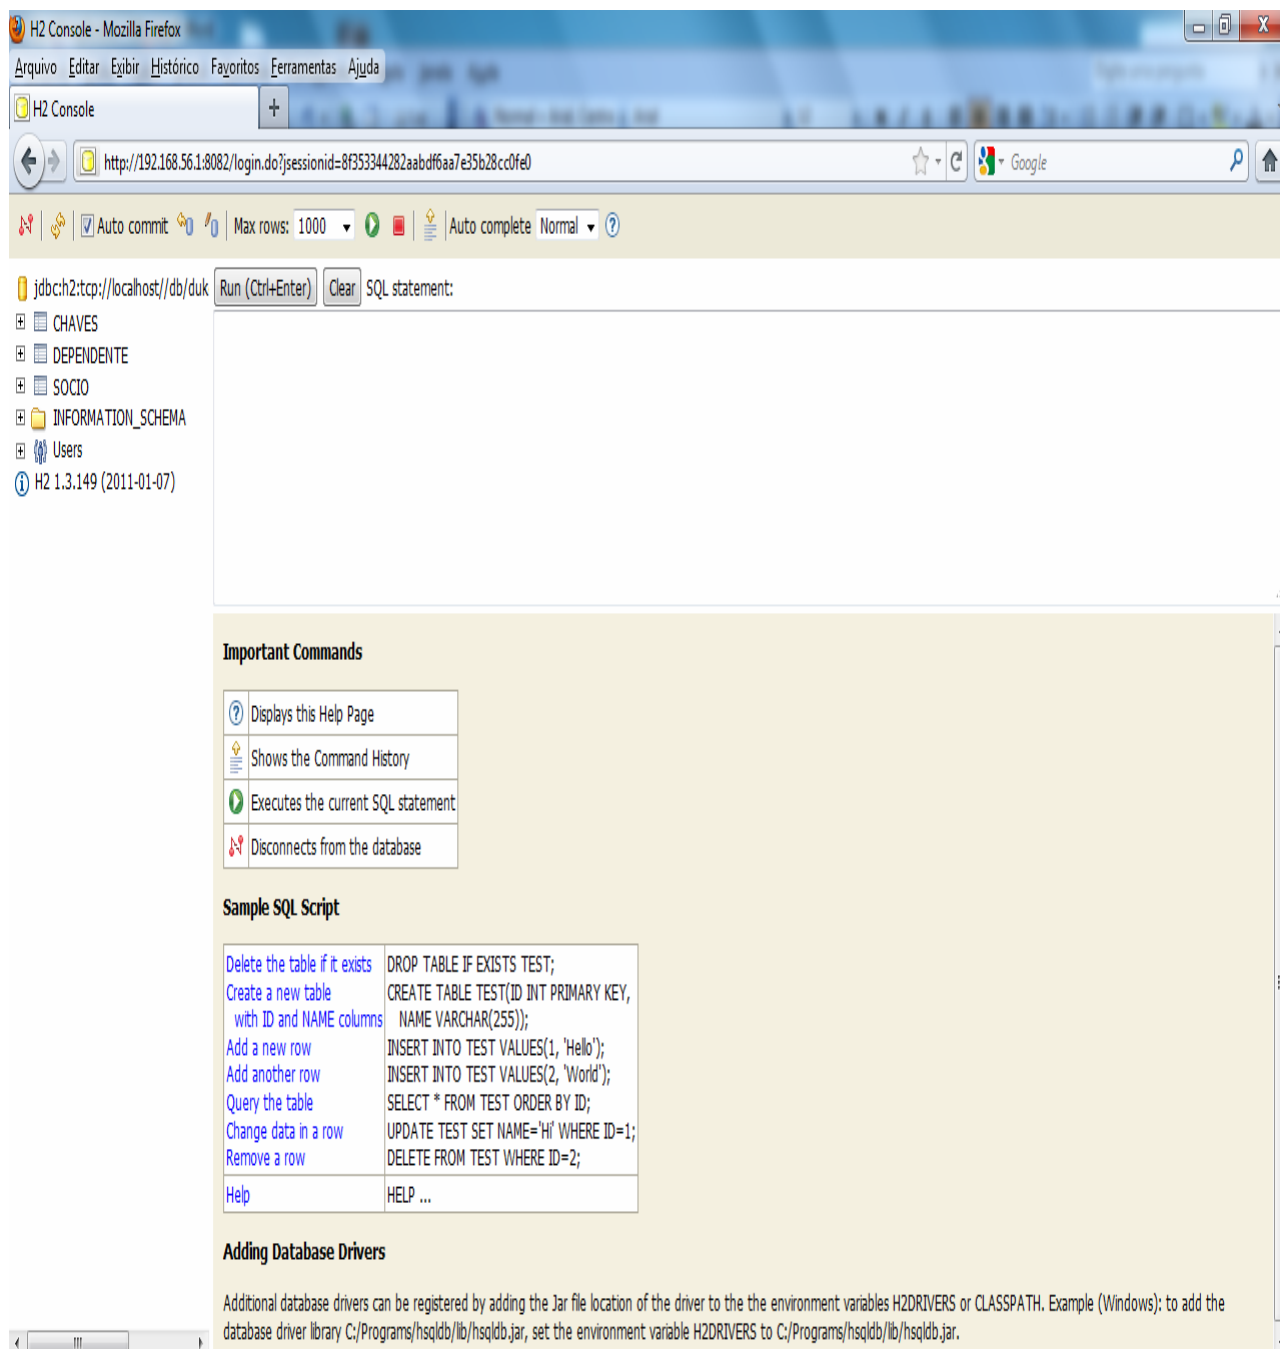 H2 Console - Mozilla Firefox
Arquivo Editar Exibir Histórico Favoritos Ferramentas Ajuda
H2 Console
http://192.168.56.1:8082/login.do?jsessionid=8f353344282aabdf6aa7e35b28cc0fe0 Google
Auto commit Max rows: 1000 Auto complete Normal
jdbc:h2:tcp://localhost//db/duk Run (Ctrl+Enter) Clear SQL statement:
CHAVES
DEPENDENTE
SOCIO
INFORMATION_SCHEMA
Users
H2 1.3.149 (2011-01-07)
Important Commands
Displays this Help Page
Shows the Command History
Executes the current SQL statement
Disconnects from the database
Sample SQL Script
Delete the table if it exists DROP TABLE IF EXISTS TEST;
Create a new table CREATE TABLE TEST(ID INT PRIMARY KEY,
with ID and NAME columns NAME VARCHAR(255));
Add a new row INSERT INTO TEST VALUES(1, 'Hello');
Add another row INSERT INTO TEST VALUES(2, 'World');
Query the table SELECT * FROM TEST ORDER BY ID;
Change data in a row UPDATE TEST SET NAME='Hi' WHERE ID=1;
Remove a row DELETE FROM TEST WHERE ID=2;
Help HELP ...
Adding Database Drivers
Additional database drivers can be registered by adding the Jar file location of the driver to the the environment variables H2DRIVERS or CLASSPATH. Example (Windows): to add the
database driver library C:/Programs/hsqldb/lib/hsqldb.jar, set the environment variable H2DRIVERS to C:/Programs/hsqldb/lib/hsqldb.jar.